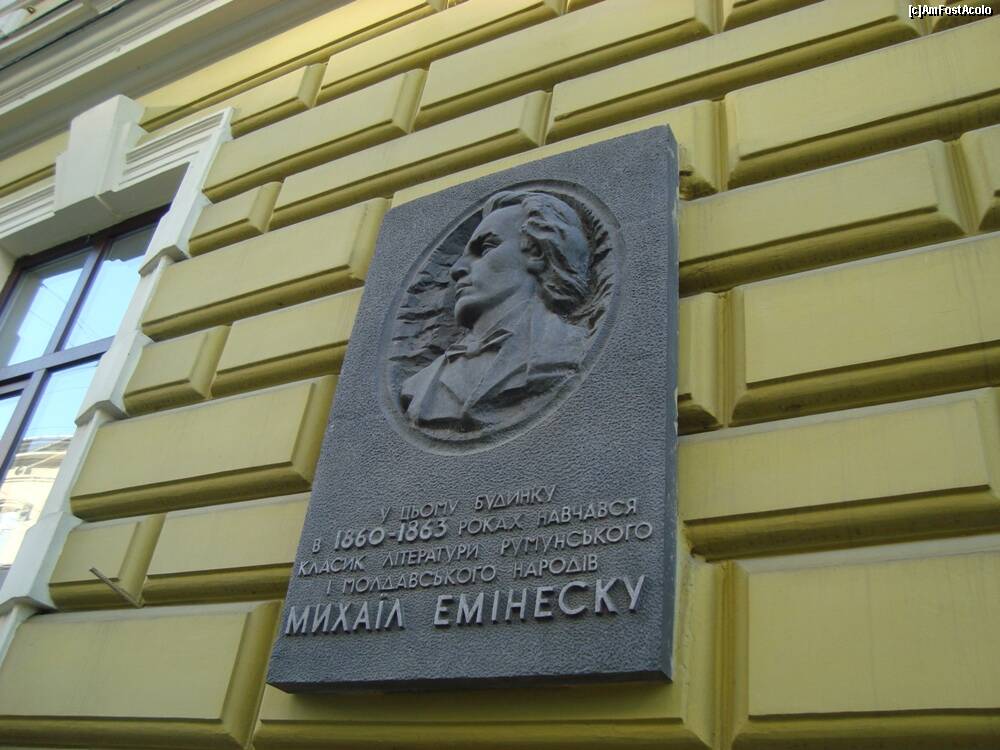 [c]AmFostAcolo
У ЦЬОМУ БУДИНКУ
В 1860-1863 РОКАХ НАВЧАВСЯ
КЛАСИК ЛІТЕРАТУРИ РУМУНСЬКОГО
І МОЛДАВСЬКОГО НАРОДІВ
МИХАЇЛ ЕМІНЕСКУ